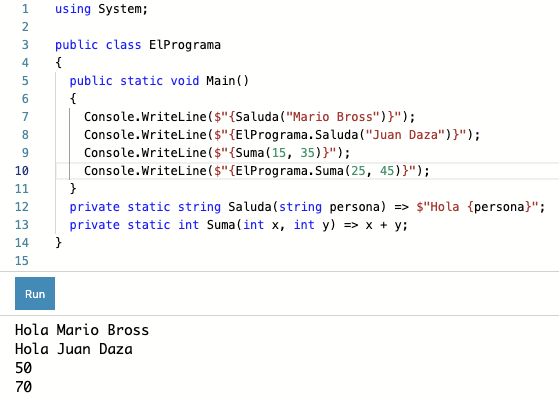 1 using System;
2
3 public class ElPrograma
4 {
5   public static void Main()
6   {
7     Console.WriteLine($"{Saluda("Mario Bross")}");
8     Console.WriteLine($"{ElPrograma.Saluda("Juan Daza")}");
9     Console.WriteLine($"{Suma(15, 35)}");
10     Console.WriteLine($"{ElPrograma.Suma(25, 45)}");
11   }
12   private static string Saluda(string persona) => $"Hola {persona}";
13   private static int Suma(int x, int y) => x + y;
14 }
15
Run
Hola Mario Bross
Hola Juan Daza
50
70